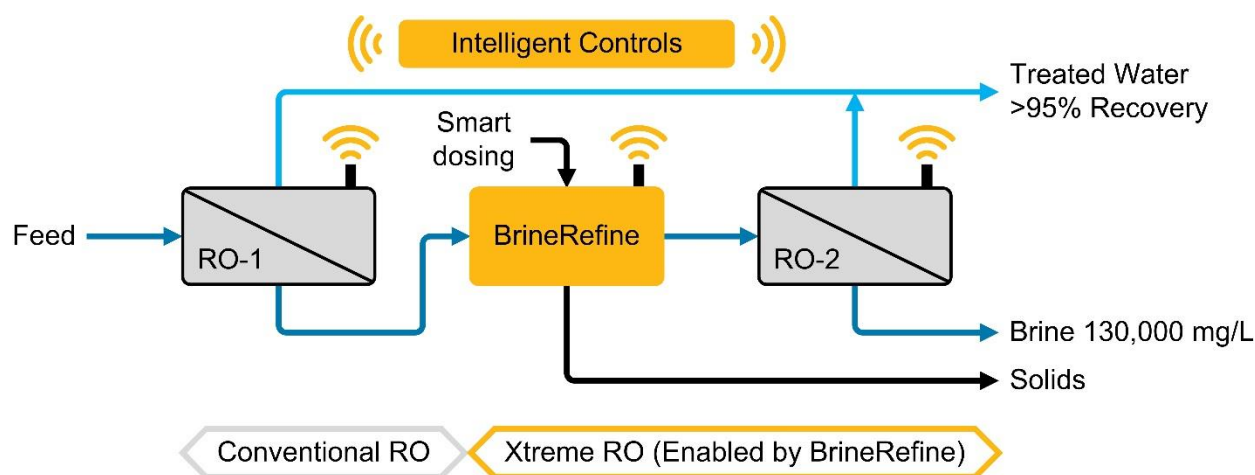 Intelligent Controls
Treated Water
>95% Recovery
Smart
dosing
Feed
RO-1
BrineRefine
RO-2
Brine 130,000 mg/L
Solids
Conventional RO
Xtreme RO (Enabled by BrineRefine)